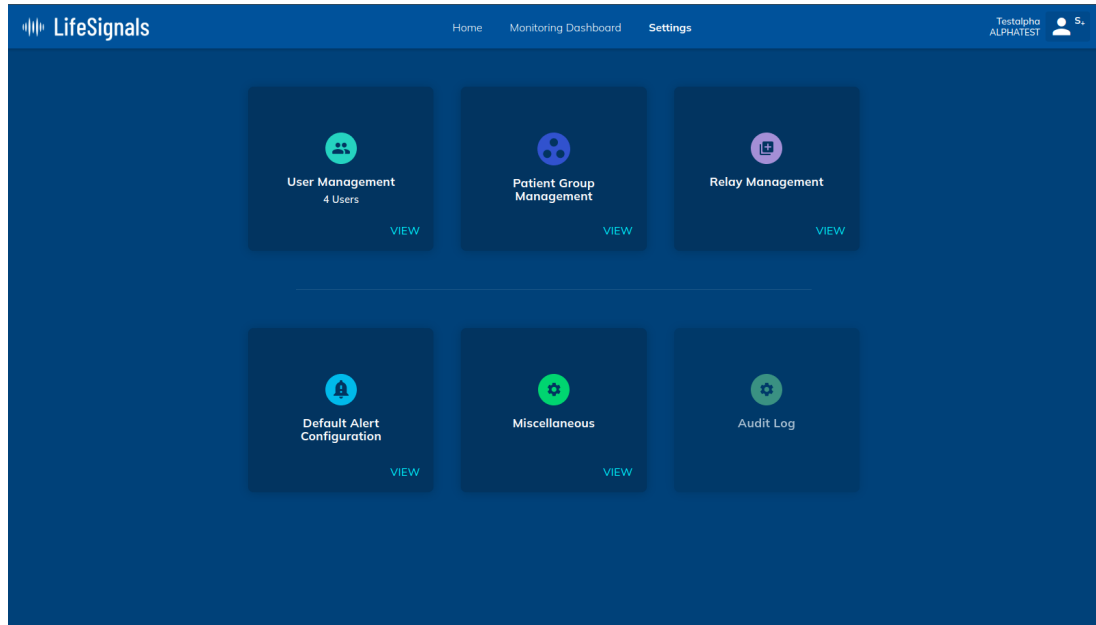 LifeSignals
Home Monitoring Dashboard Settings
Testalpha
ALPHATEST
User Management
4 Users
VIEW
Patient Group
Management
VIEW
Relay Management
VIEW
Default Alert
Configuration
VIEW
Miscellaneous
VIEW
Audit Log